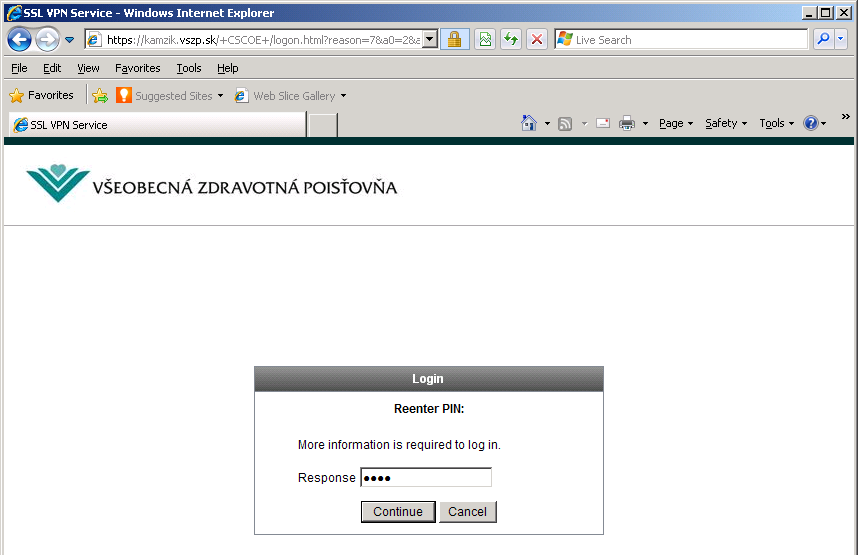 SSL VPN Service - Windows Internet Explorer
https://kamzik.vszp.sk/+CSCOE+/logon.html?reason=7&a0=2&a
Live Search
File Edit View Favorites Tools Help
Favorites Suggested Sites Web Slice Gallery
SSL VPN Service Page Safety Tools »
VŠEOBECNÁ ZDRAVOTNÁ POISŤOVŇA
Login
Reenter PIN:
More information is required to log in.
Response ●●●●
Continue Cancel